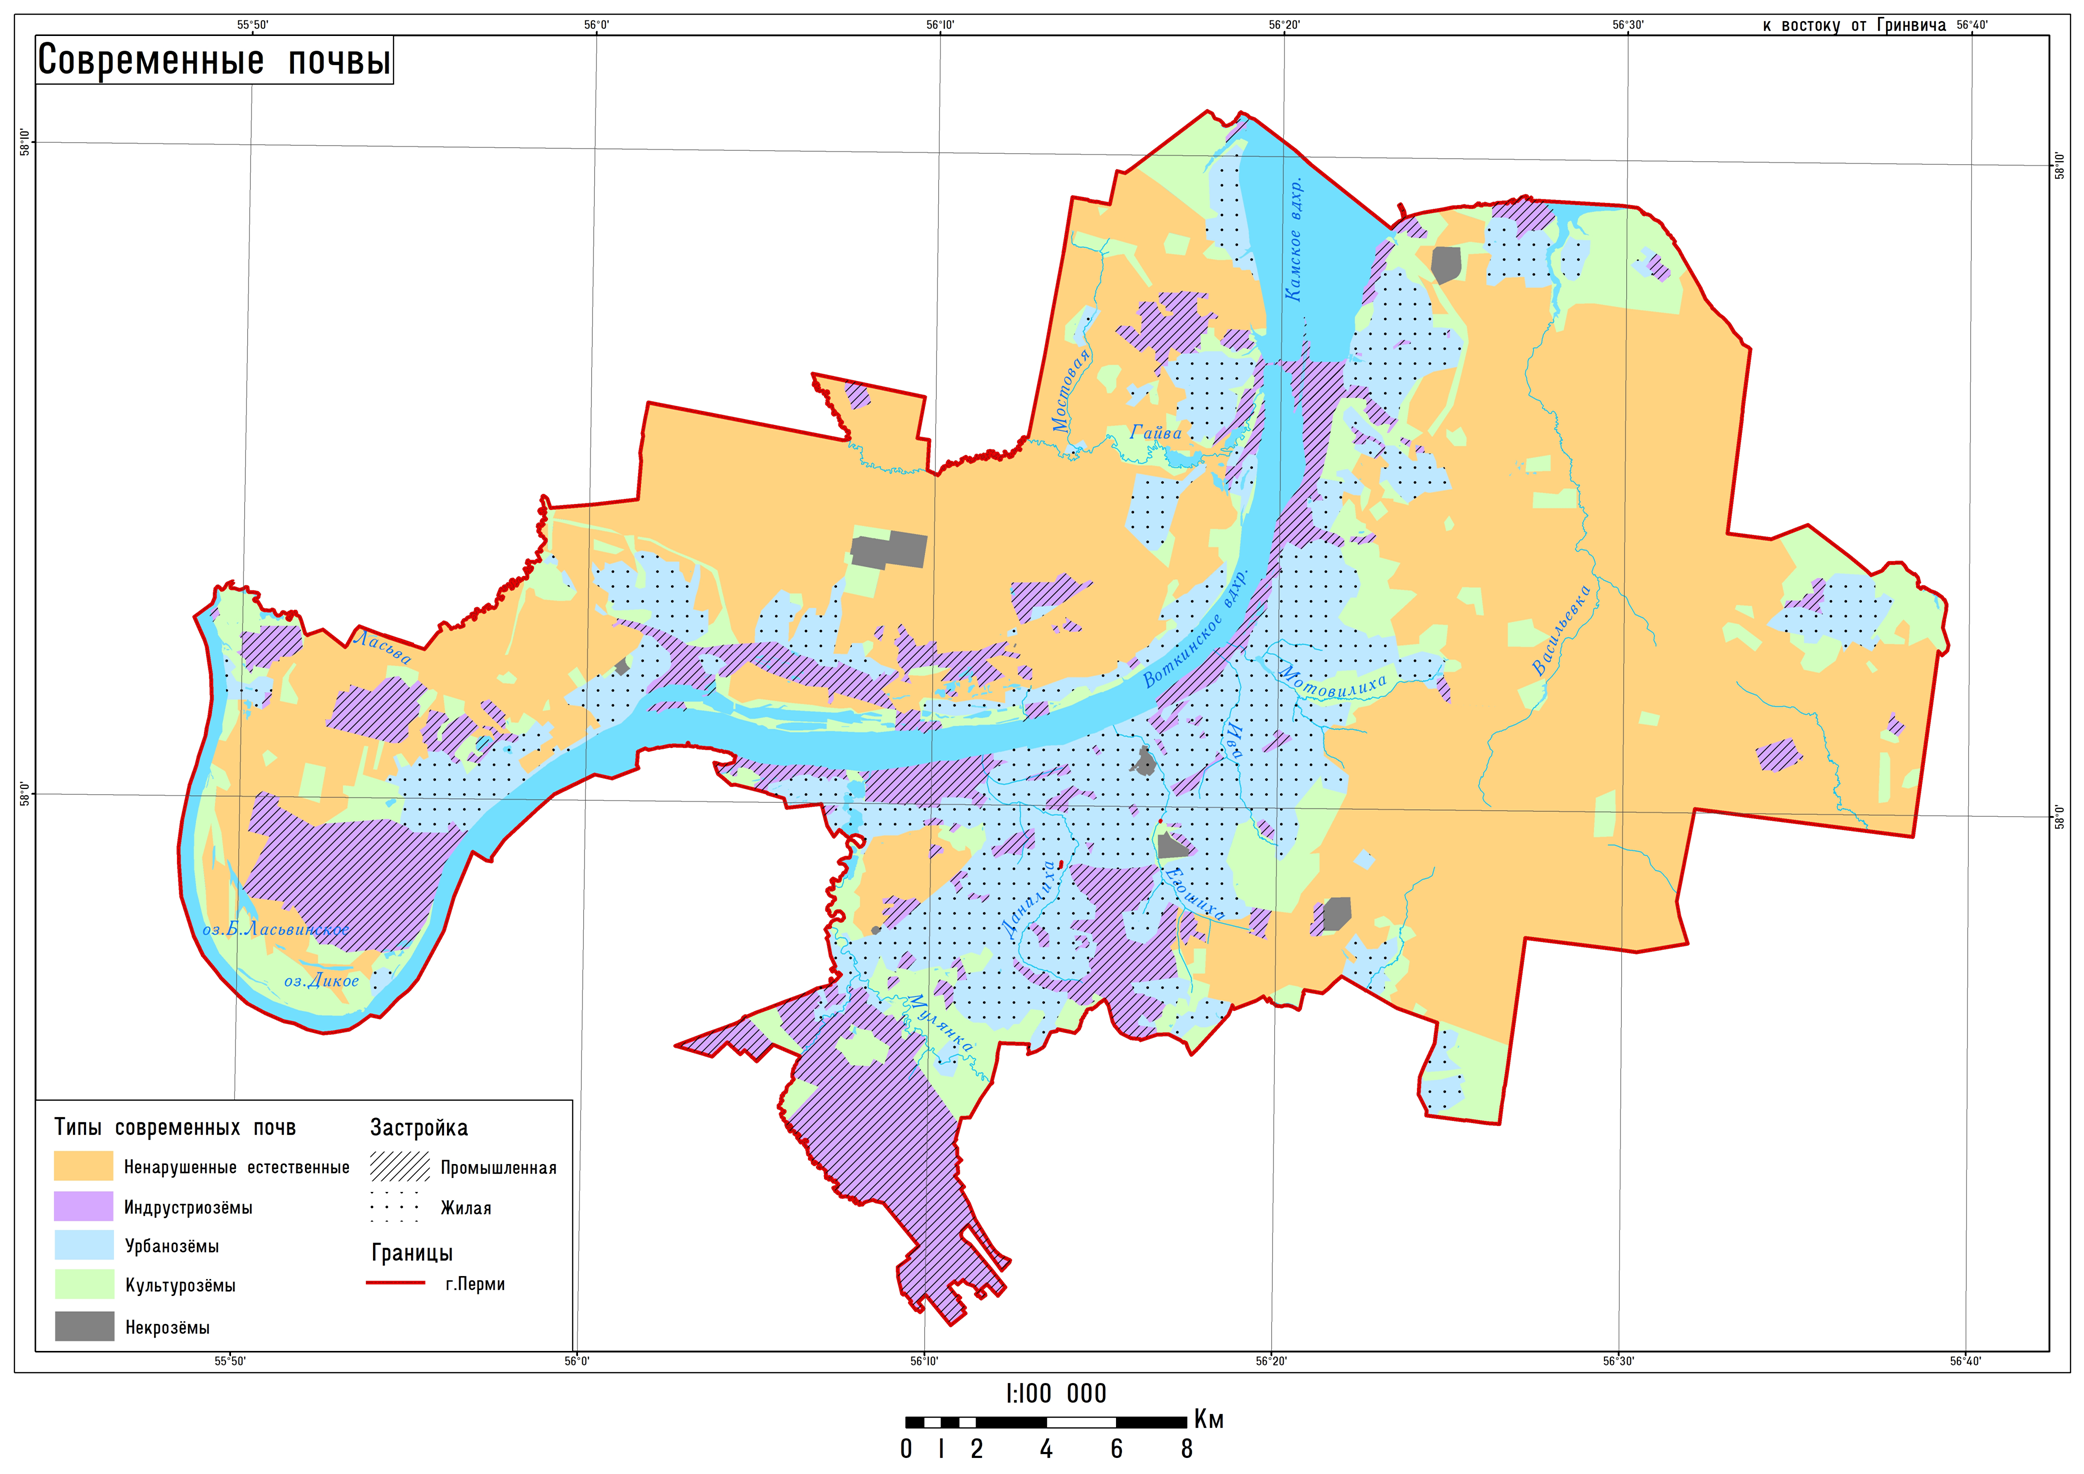 55°50'
56°0'
56°10'
56°20'
56°30'
к востоку от Гринвича
56°40'
Современные почвы
58°10'
58°10'
Камское вдхр.
Мостовая
Гайва
Воткинское вдхр.
Васильевка
Ласьва
Мотовилиха
Ива
58°0'
58°0'
Данилиха
Егошиха
оз.Б.Ласьвинское
оз.Дикое
Мулянка
Типы современных почв
Ненарушенные естественные
Индрустриозёмы
Урбанозёмы
Культурозёмы
Некрозёмы
Застройка
Промышленная
Жилая
Границы
г.Перми
55°50'
56°0'
56°10'
56°20'
56°30'
56°40'
1:100 000
Км
0 1 2 4 6 8